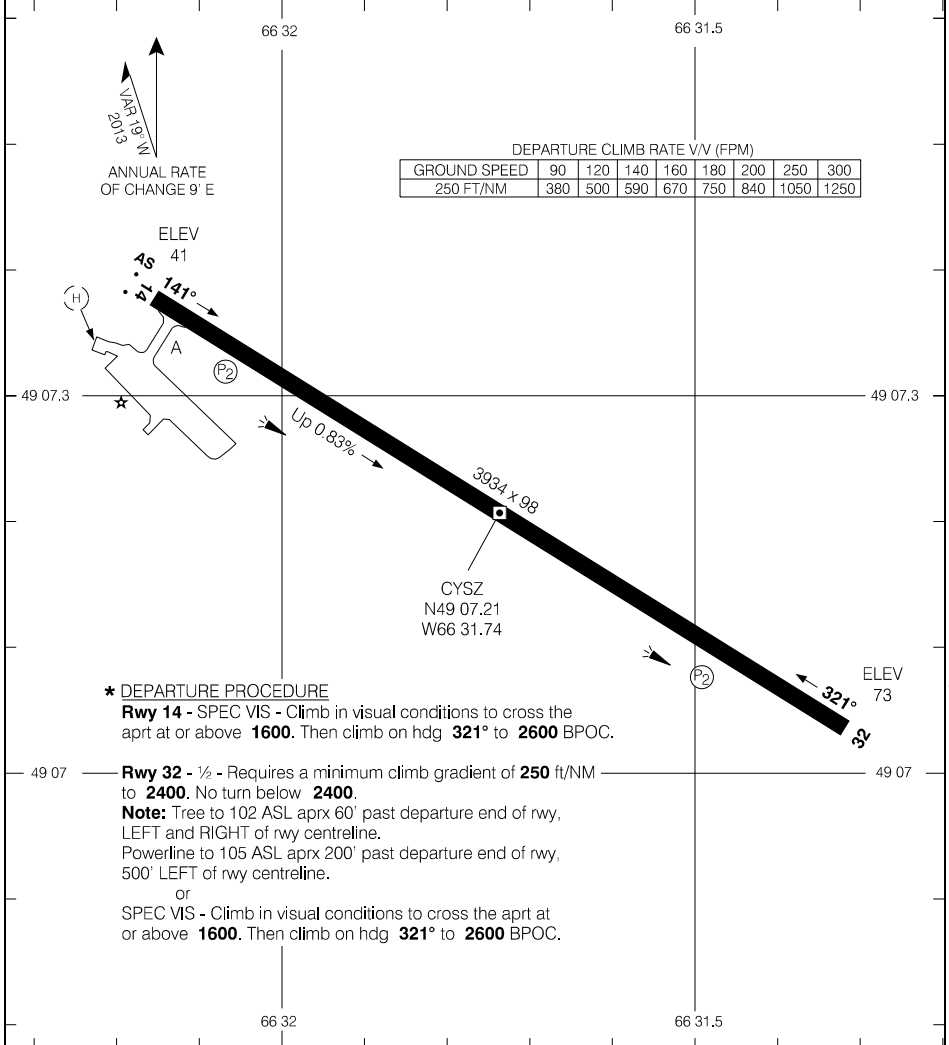 66 32
66 31.5
VAR 19° W
2013
ANNUAL RATE
OF CHANGE 9' E
DEPARTURE CLIMB RATE V/V (FPM)
GROUND SPEED 90 120 140 160 180 200 250 300
250 FT/NM 380 500 590 670 750 840 1050 1250
ELEV
41
AS
14
141°
H
A
P2
49 07.3
49 07.3
Up 0.83%
3934 x 98
CYSZ
N49 07.21
W66 31.74
P2
ELEV
73
321°
32
* DEPARTURE PROCEDURE
Rwy 14 - SPEC VIS - Climb in visual conditions to cross the
aprt at or above 1600. Then climb on hdg 321° to 2600 BPOC.
49 07
49 07
Rwy 32 - ½ - Requires a minimum climb gradient of 250 ft/NM
to 2400. No turn below 2400.
Note: Tree to 102 ASL aprx 60' past departure end of rwy,
LEFT and RIGHT of rwy centreline.
Powerline to 105 ASL aprx 200' past departure end of rwy,
500' LEFT of rwy centreline.
or
SPEC VIS - Climb in visual conditions to cross the aprt at
or above 1600. Then climb on hdg 321° to 2600 BPOC.
66 32
66 31.5